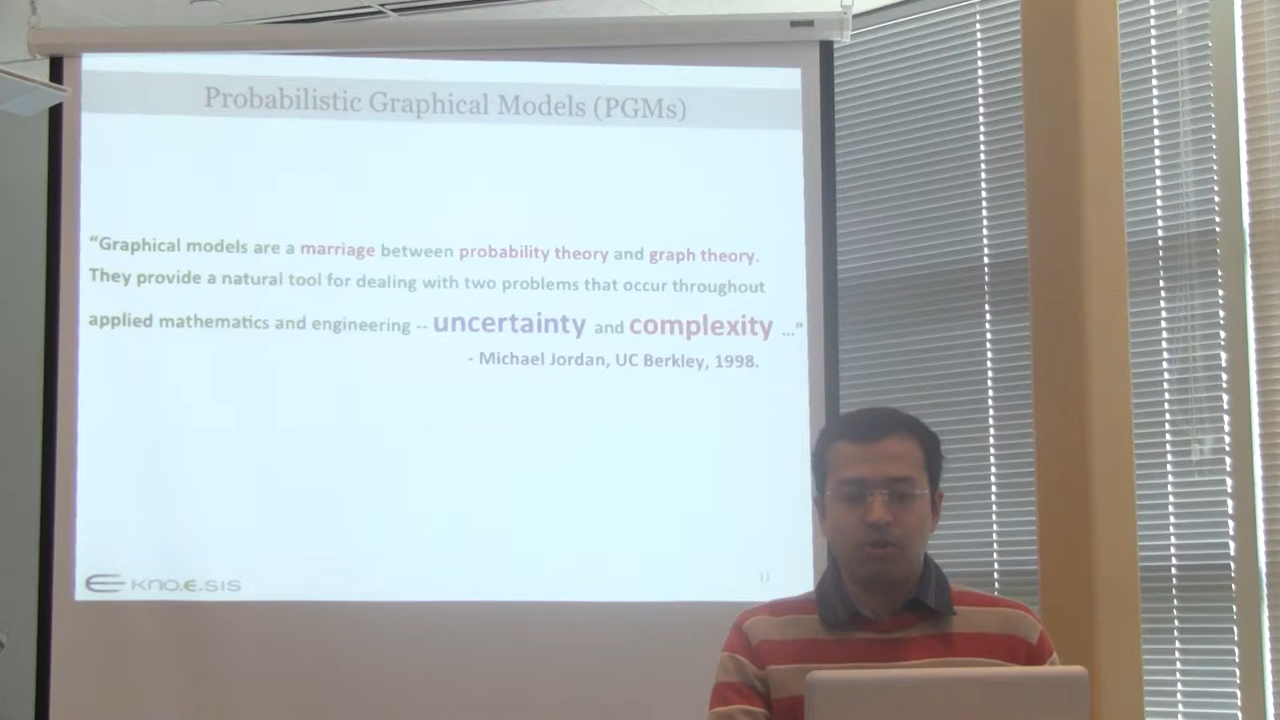 Probabilistic Graphical Models (PGMs)
“Graphical models are a marriage between probability theory and graph theory.
They provide a natural tool for dealing with two problems that occur throughout
applied mathematics and engineering -- uncertainty and complexity ...”
- Michael Jordan, UC Berkley, 1998.
KNO.E.SIS
11